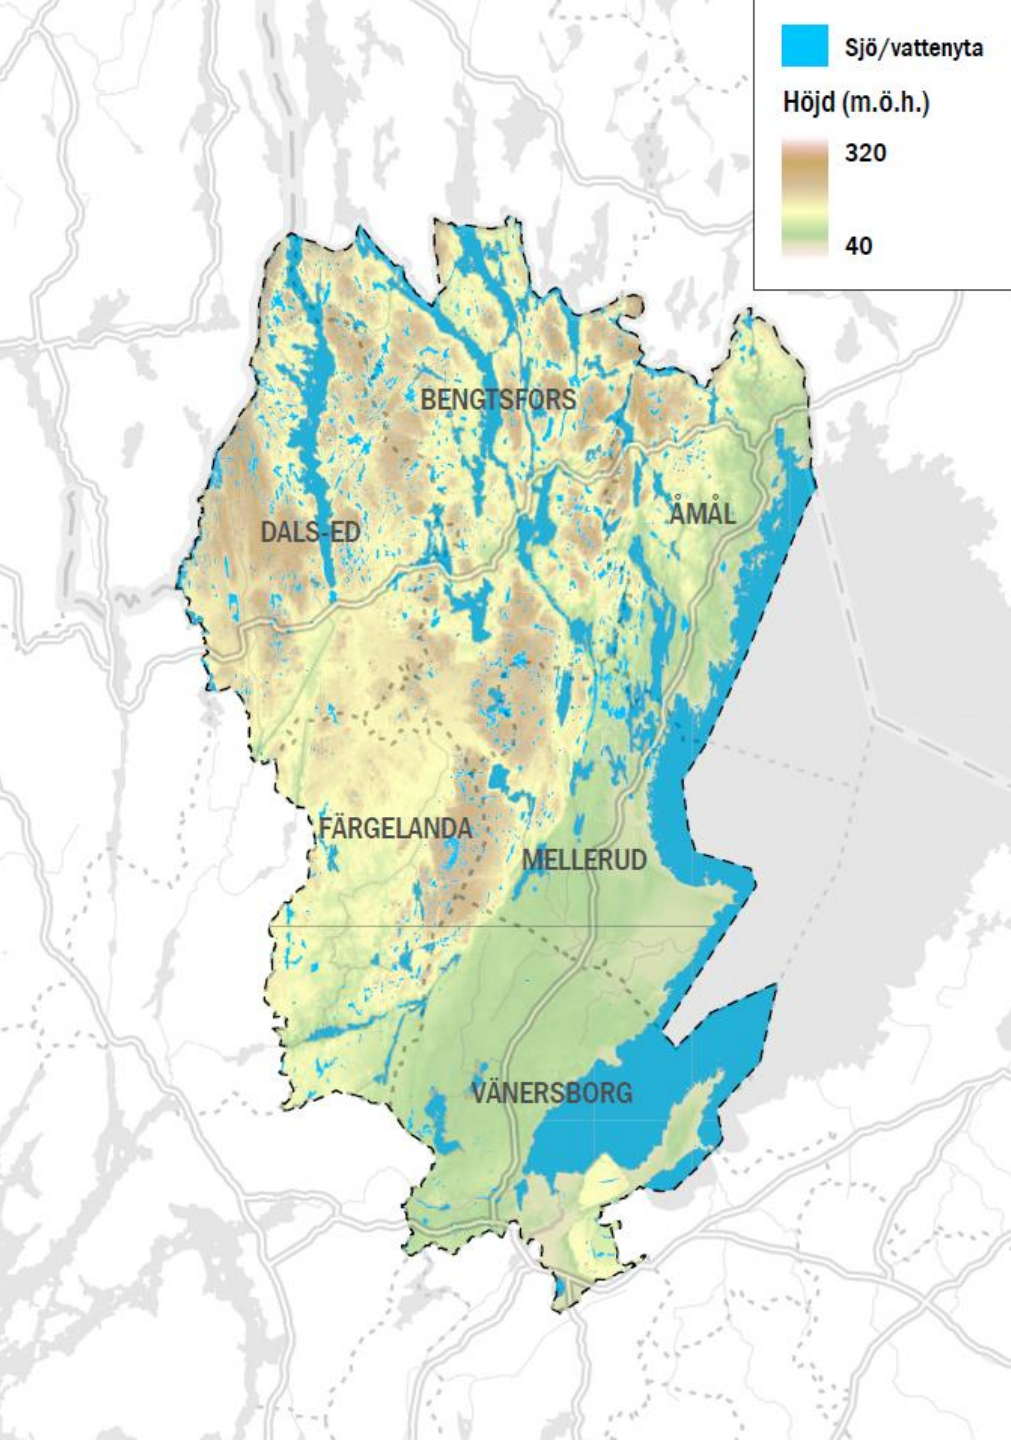 Sjö/vattenyta
Höjd (m.ö.h.)
320
40
BENGTSFORS
ÅMÅL
DALS-ED
FÄRGELANDA
MELLERUD
VÄNERSBORG